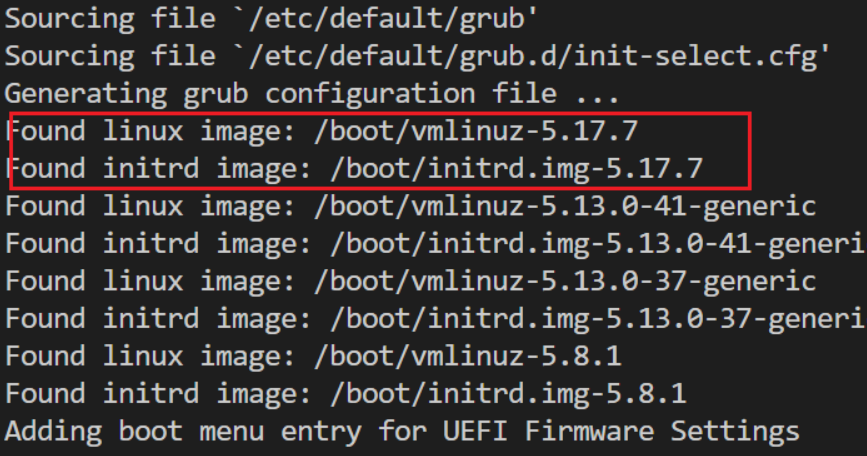 Sourcing file `/etc/default/grub'
Sourcing file `/etc/default/grub.d/init-select.cfg'
Generating grub configuration file ...
Found linux image: /boot/vmlinuz-5.17.7
Found initrd image: /boot/initrd.img-5.17.7
Found linux image: /boot/vmlinuz-5.13.0-41-generic
Found initrd image: /boot/initrd.img-5.13.0-41-generi
Found linux image: /boot/vmlinuz-5.13.0-37-generic
Found initrd image: /boot/initrd.img-5.13.0-37-generi
Found linux image: /boot/vmlinuz-5.8.1
Found initrd image: /boot/initrd.img-5.8.1
Adding boot menu entry for UEFI Firmware Settings